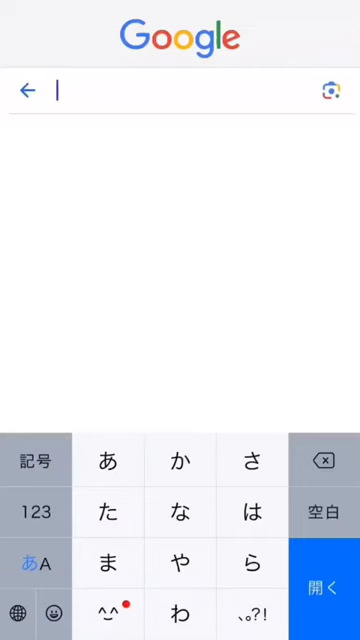 Google
記号 あ か さ
123 た な は 空白
あA ま や ら 開く
^_^ わ 、。?!